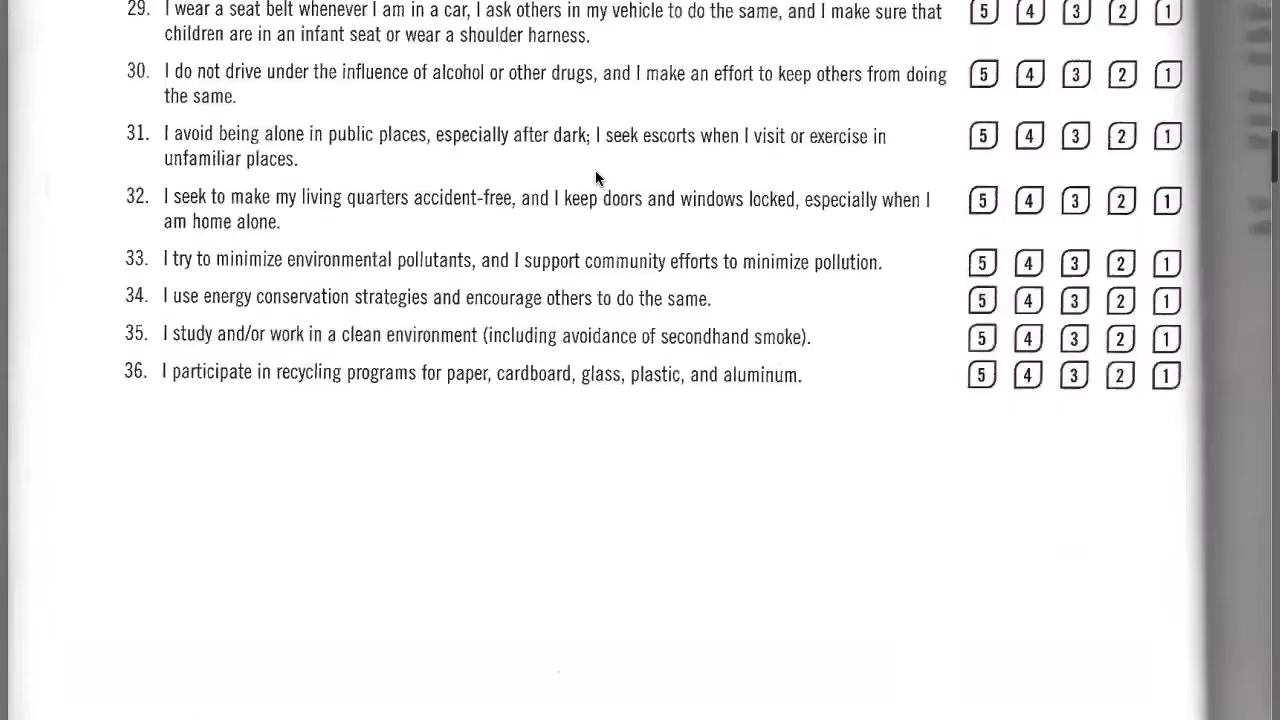 29. I wear a seat belt whenever I am in a car, I ask others in my vehicle to do the same, and I make sure that 5 4 3 2 1
children are in an infant seat or wear a shoulder harness.
30. I do not drive under the influence of alcohol or other drugs, and I make an effort to keep others from doing 5 4 3 2 1
the same.
31. I avoid being alone in public places, especially after dark; I seek escorts when I visit or exercise in 5 4 3 2 1
unfamiliar places.
32. I seek to make my living quarters accident-free, and I keep doors and windows locked, especially when I 5 4 3 2 1
am home alone.
33. I try to minimize environmental pollutants, and I support community efforts to minimize pollution. 5 4 3 2 1
34. I use energy conservation strategies and encourage others to do the same. 5 4 3 2 1
35. I study and/or work in a clean environment (including avoidance of secondhand smoke). 5 4 3 2 1
36. I participate in recycling programs for paper, cardboard, glass, plastic, and aluminum. 5 4 3 2 1